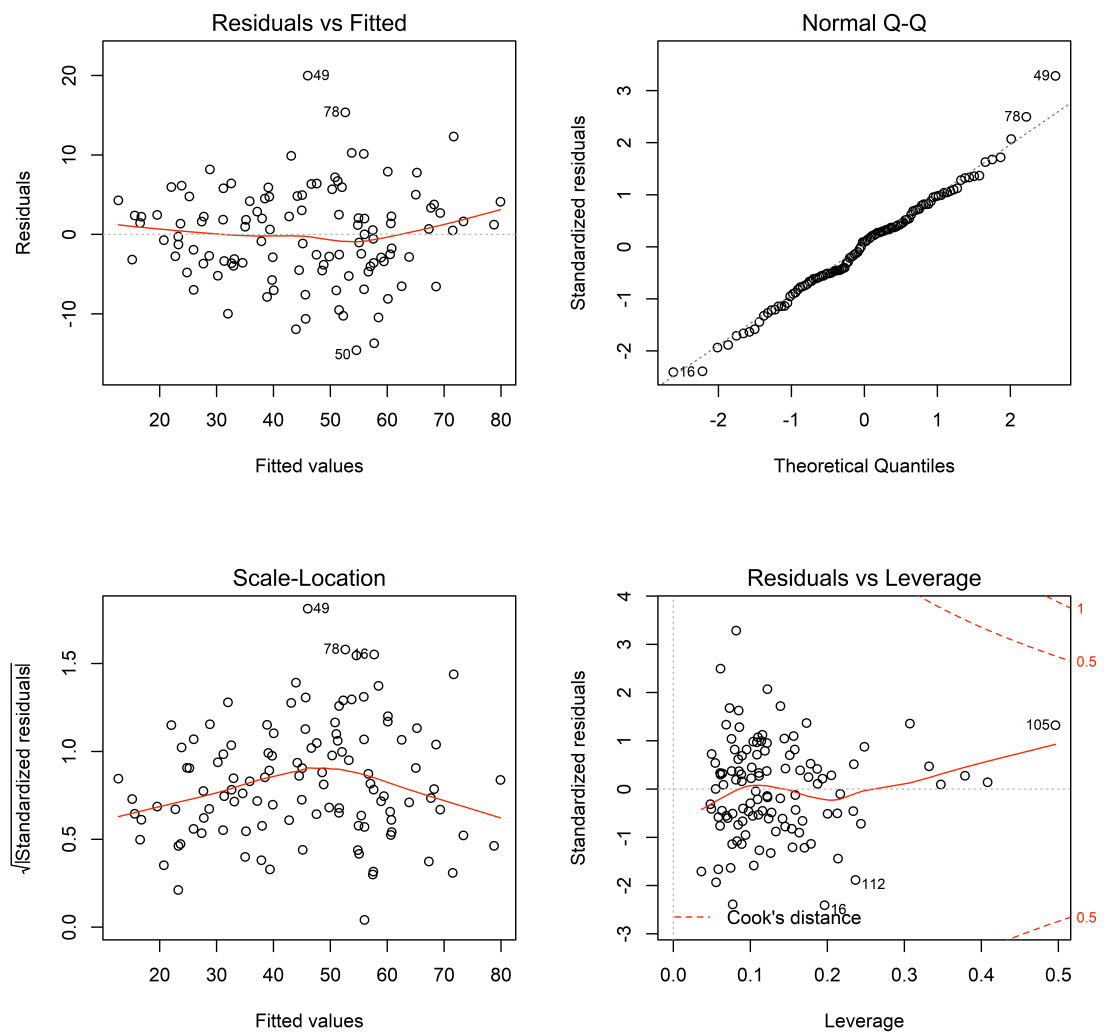 Residuals vs Fitted
20
10
0
-10
Residuals
49
78
50
20 30 40 50 60 70 80
Fitted values
Normal Q-Q
3
2
1
0
-1
-2
Standardized residuals
49
78
16
-2 -1 0 1 2
Theoretical Quantiles
Scale-Location
1.5
1.0
0.5
0.0
√|Standardized residuals|
49
78
16
20 30 40 50 60 70 80
Fitted values
Residuals vs Leverage
4
3
2
1
0
-1
-2
-3
Standardized residuals
1
0.5
105
112
16
Cook's distance
0.5
0.0 0.1 0.2 0.3 0.4 0.5
Leverage